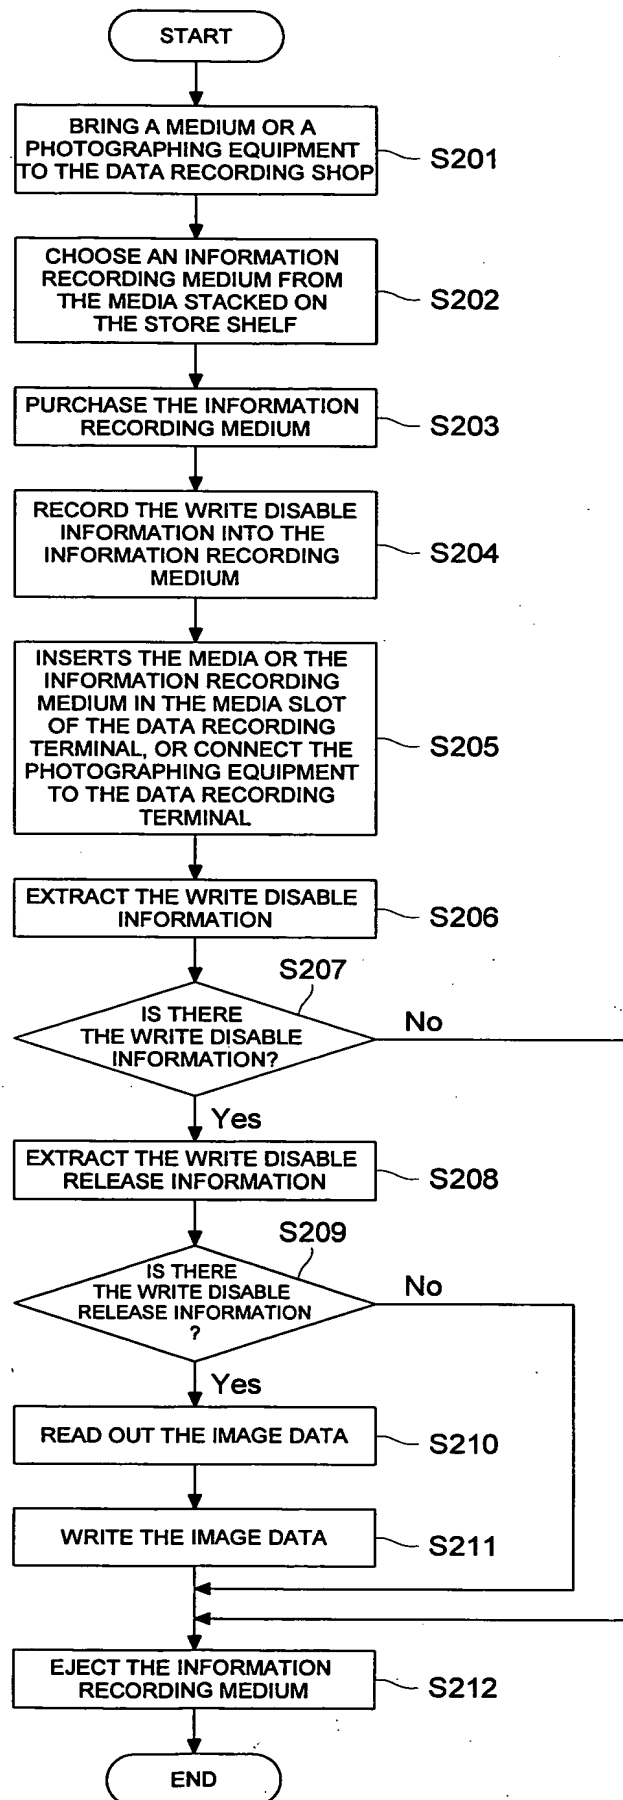 START
BRING A MEDIUM OR A
PHOTOGRAPHING EQUIPMENT
TO THE DATA RECORDING SHOP
S201
CHOOSE AN INFORMATION
RECORDING MEDIUM FROM
THE MEDIA STACKED ON
THE STORE SHELF
S202
PURCHASE THE INFORMATION
RECORDING MEDIUM
S203
RECORD THE WRITE DISABLE
INFORMATION INTO THE
INFORMATION RECORDING
MEDIUM
S204
INSERTS THE MEDIA OR THE
INFORMATION RECORDING
MEDIUM IN THE MEDIA SLOT
OF THE DATA RECORDING
TERMINAL, OR CONNECT THE
PHOTOGRAPHING EQUIPMENT
TO THE DATA RECORDING
TERMINAL
S205
EXTRACT THE WRITE DISABLE
INFORMATION
S206
S207
IS THERE
THE WRITE DISABLE
INFORMATION?
No
Yes
EXTRACT THE WRITE DISABLE
RELEASE INFORMATION
S208
S209
IS THERE
THE WRITE DISABLE
RELEASE INFORMATION
?
No
Yes
READ OUT THE IMAGE DATA
S210
WRITE THE IMAGE DATA
S211
EJECT THE INFORMATION
RECORDING MEDIUM
S212
END